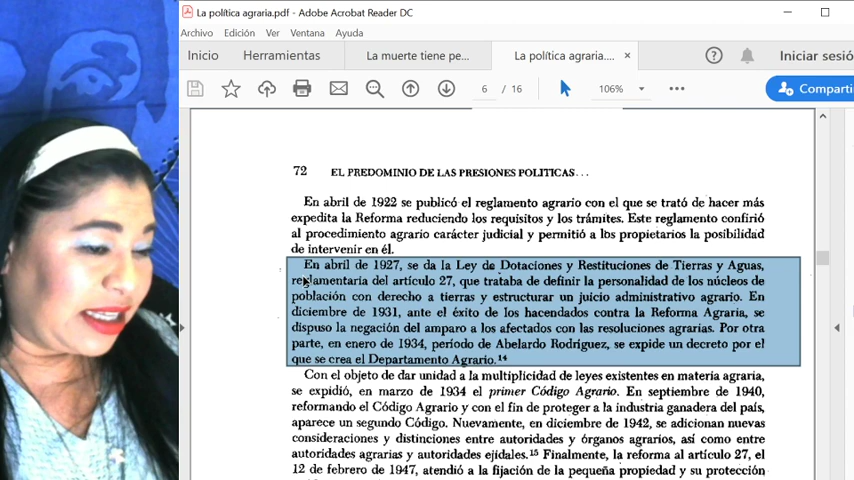 La política agraria.pdf - Adobe Acrobat Reader DC
Archivo Edición Ver Ventana Ayuda
Inicio Herramientas La muerte tiene pe... La política agraria.... × Iniciar sesió
6 / 16 106% Comparti
72 EL PREDOMINIO DE LAS PRESIONES POLITICAS...
En abril de 1922 se publicó el reglamento agrario con el que se trató de hacer más
expedita la Reforma reduciendo los requisitos y los trámites. Este reglamento confirió
al procedimiento agrario carácter judicial y permitió a los propietarios la posibilidad
de intervenir en él.
En abril de 1927, se da la Ley de Dotaciones y Restituciones de Tierras y Aguas,
reglamentaria del artículo 27, que trataba de definir la personalidad de los núcleos de
población con derecho a tierras y estructurar un juicio administrativo agrario. En
diciembre de 1931, ante el éxito de los hacendados contra la Reforma Agraria, se
dispuso la negación del amparo a los afectados con las resoluciones agrarias. Por otra
parte, en enero de 1934, período de Abelardo Rodríguez, se expide un decreto por el
que se crea el Departamento Agrario.¹⁴
Con el objeto de dar unidad a la multiplicidad de leyes existentes en materia agraria,
se expidió, en marzo de 1934 el primer Código Agrario. En septiembre de 1940,
reformando el Código Agrario y con el fin de proteger a la industria ganadera del país,
aparece un segundo Código. Nuevamente, en diciembre de 1942, se adicionan nuevas
consideraciones y distinciones entre autoridades y órganos agrarios, así como entre
autoridades agrarias y autoridades ejidales.¹⁵ Finalmente, la reforma al artículo 27, el
12 de febrero de 1947, atendió a la fijación de la pequeña propiedad y su protección